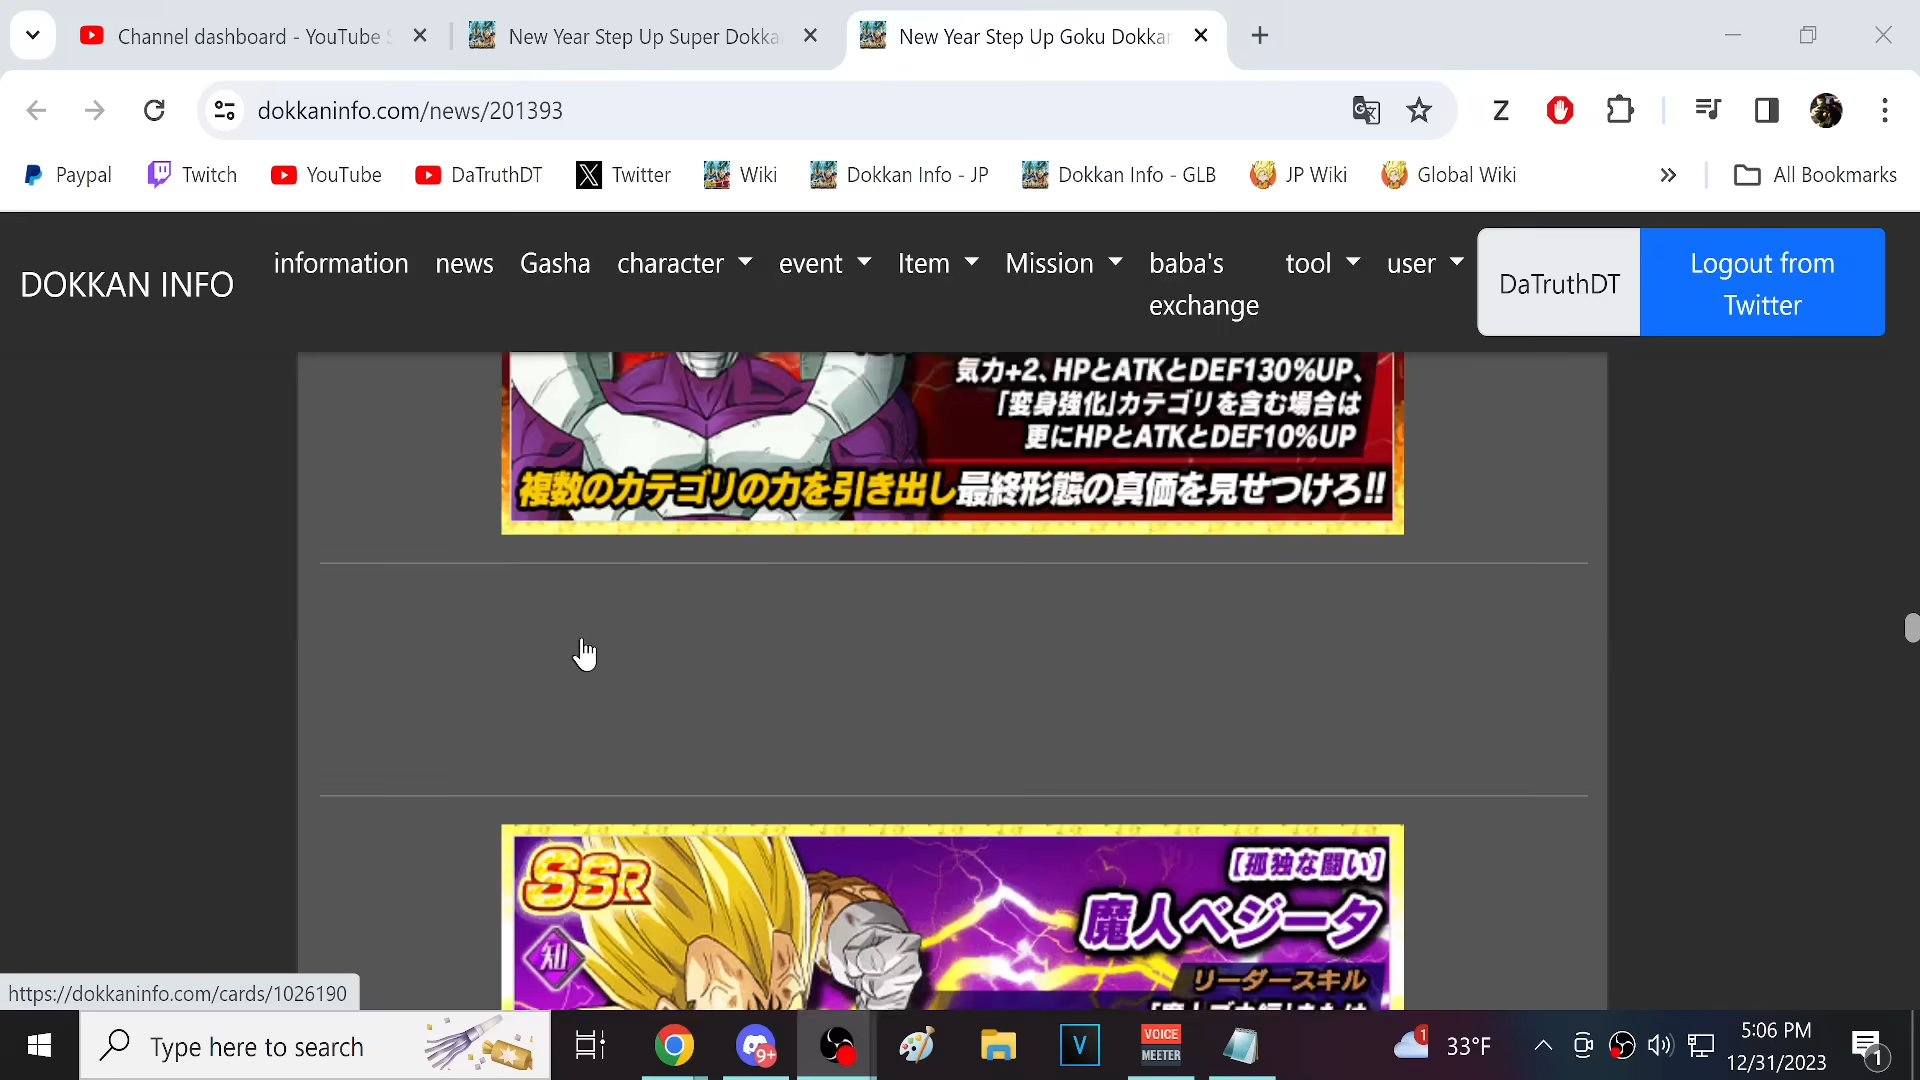 Channel dashboard - YouTube S
New Year Step Up Super Dokka
New Year Step Up Goku Dokkan
dokkaninfo.com/news/201393
Z
Paypal
Twitch
YouTube
DaTruthDT
Twitter
Wiki
Dokkan Info - JP
Dokkan Info - GLB
JP Wiki
Global Wiki
»
All Bookmarks
DOKKAN INFO
information
news
Gasha
character
event
Item
Mission
baba's
exchange
tool
user
DaTruthDT
Logout from
Twitter
気力+2、HPとATKとDEF130%UP、
「変身強化」カテゴリを含む場合は
更にHPとATKとDEF10%UP
複数のカテゴリの力を引き出し最終形態の真価を見せつけろ!!
SSR
【孤独な闘い】
魔人ベジータ
知
リーダースキル
https://dokkaninfo.com/cards/1026190
Type here to search
9+
V
VOICE
MEETER
1
33°F
5:06 PM
12/31/2023
1